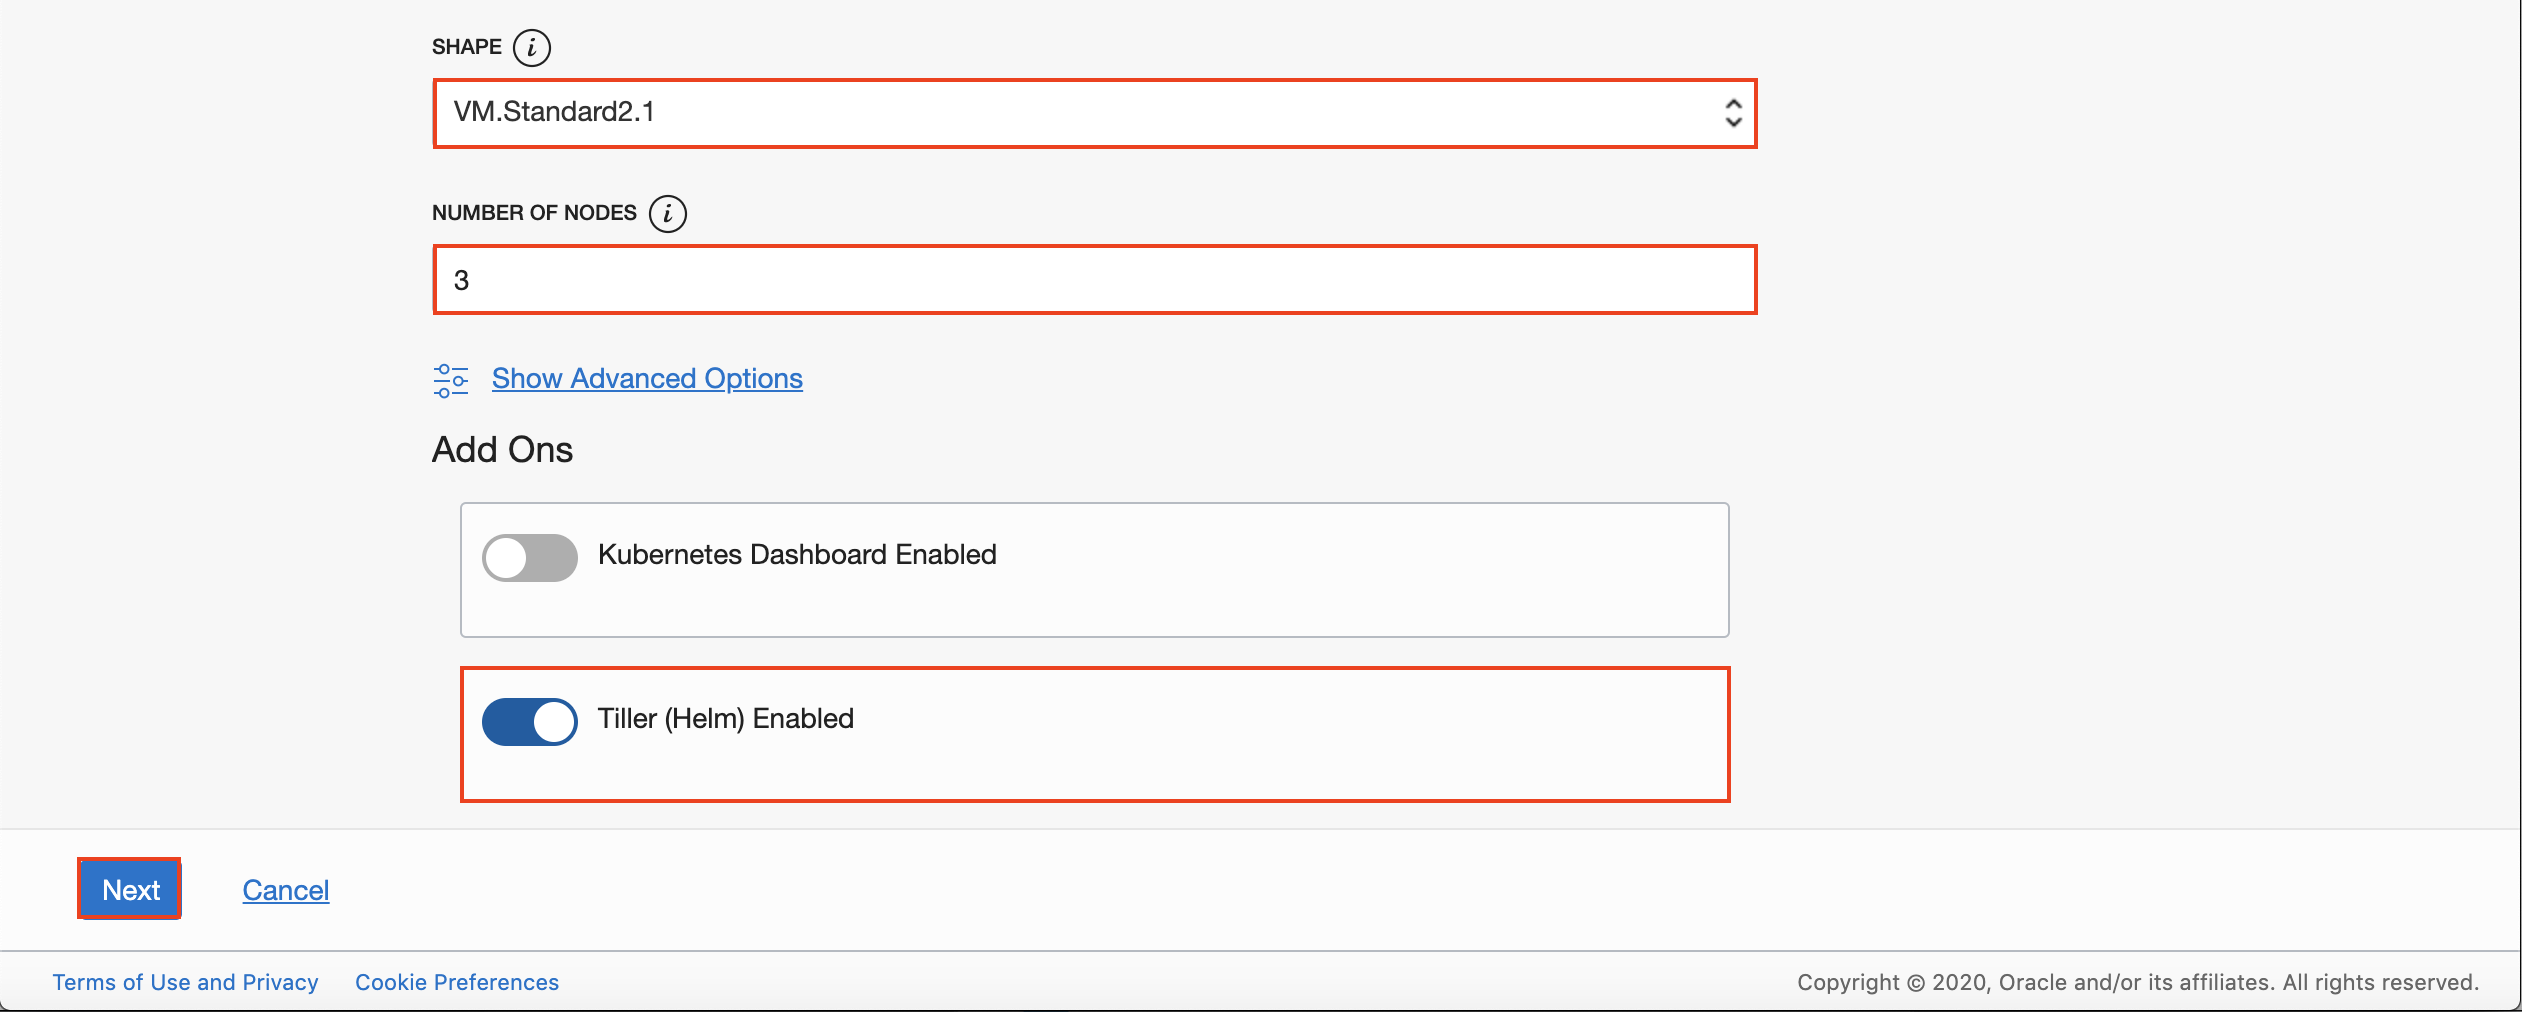 SHAPE i
VM.Standard2.1
NUMBER OF NODES i
3
Show Advanced Options
Add Ons
Kubernetes Dashboard Enabled
Tiller (Helm) Enabled
Next Cancel
Terms of Use and Privacy Cookie Preferences Copyright © 2020, Oracle and/or its affiliates. All rights reserved.